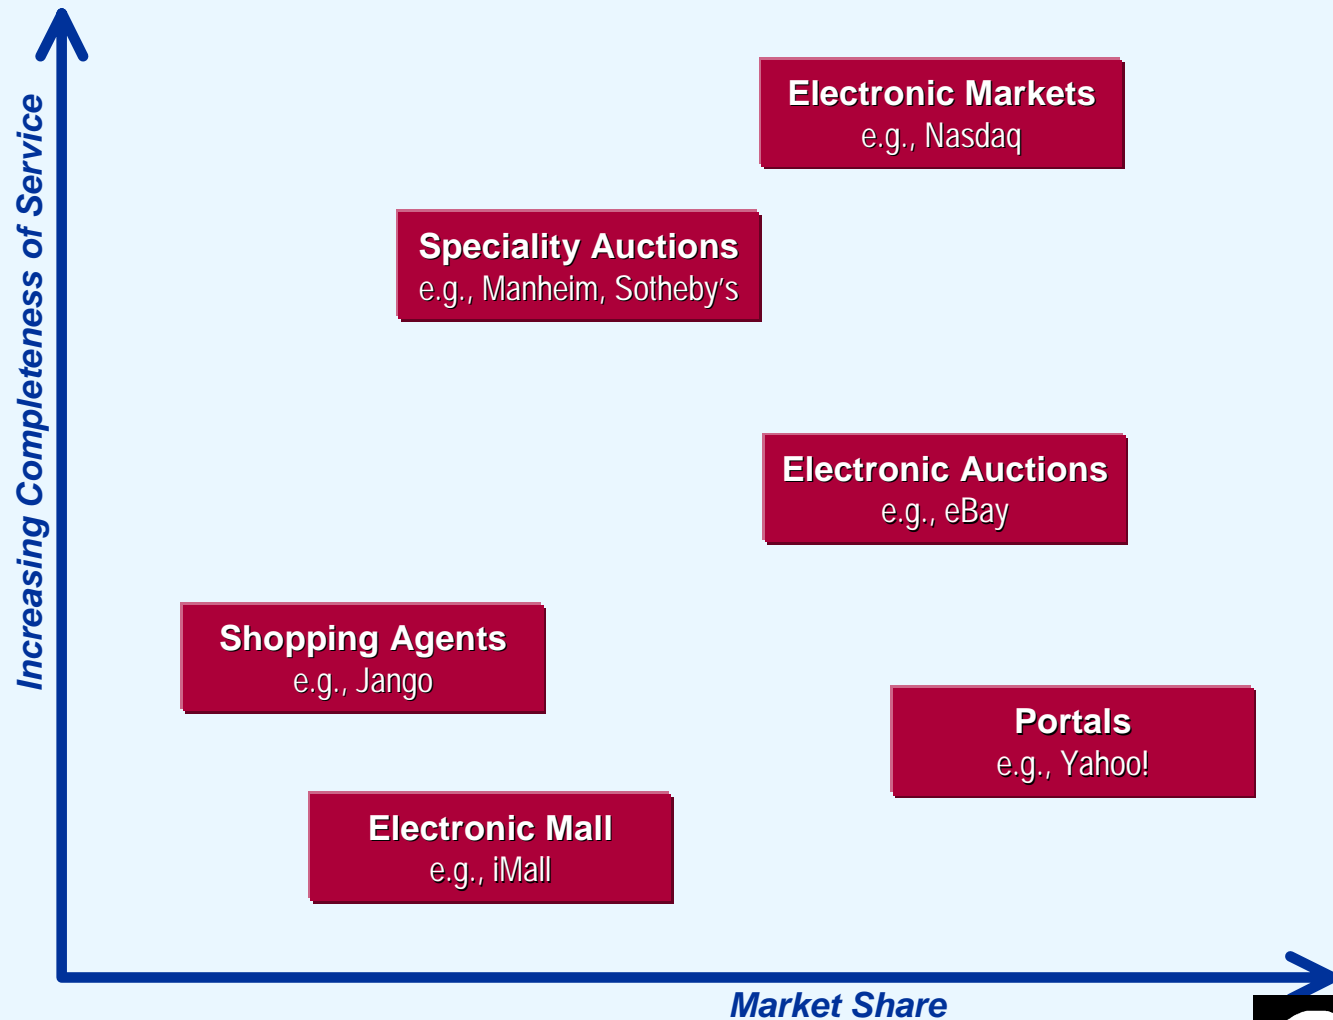 Increasing Completeness of Service
Electronic Markets
e.g., Nasdaq
Speciality Auctions
e.g., Manheim, Sotheby’s
Electronic Auctions
e.g., eBay
Shopping Agents
e.g., Jango
Portals
e.g., Yahoo!
Electronic Mall
e.g., iMall
Market Share